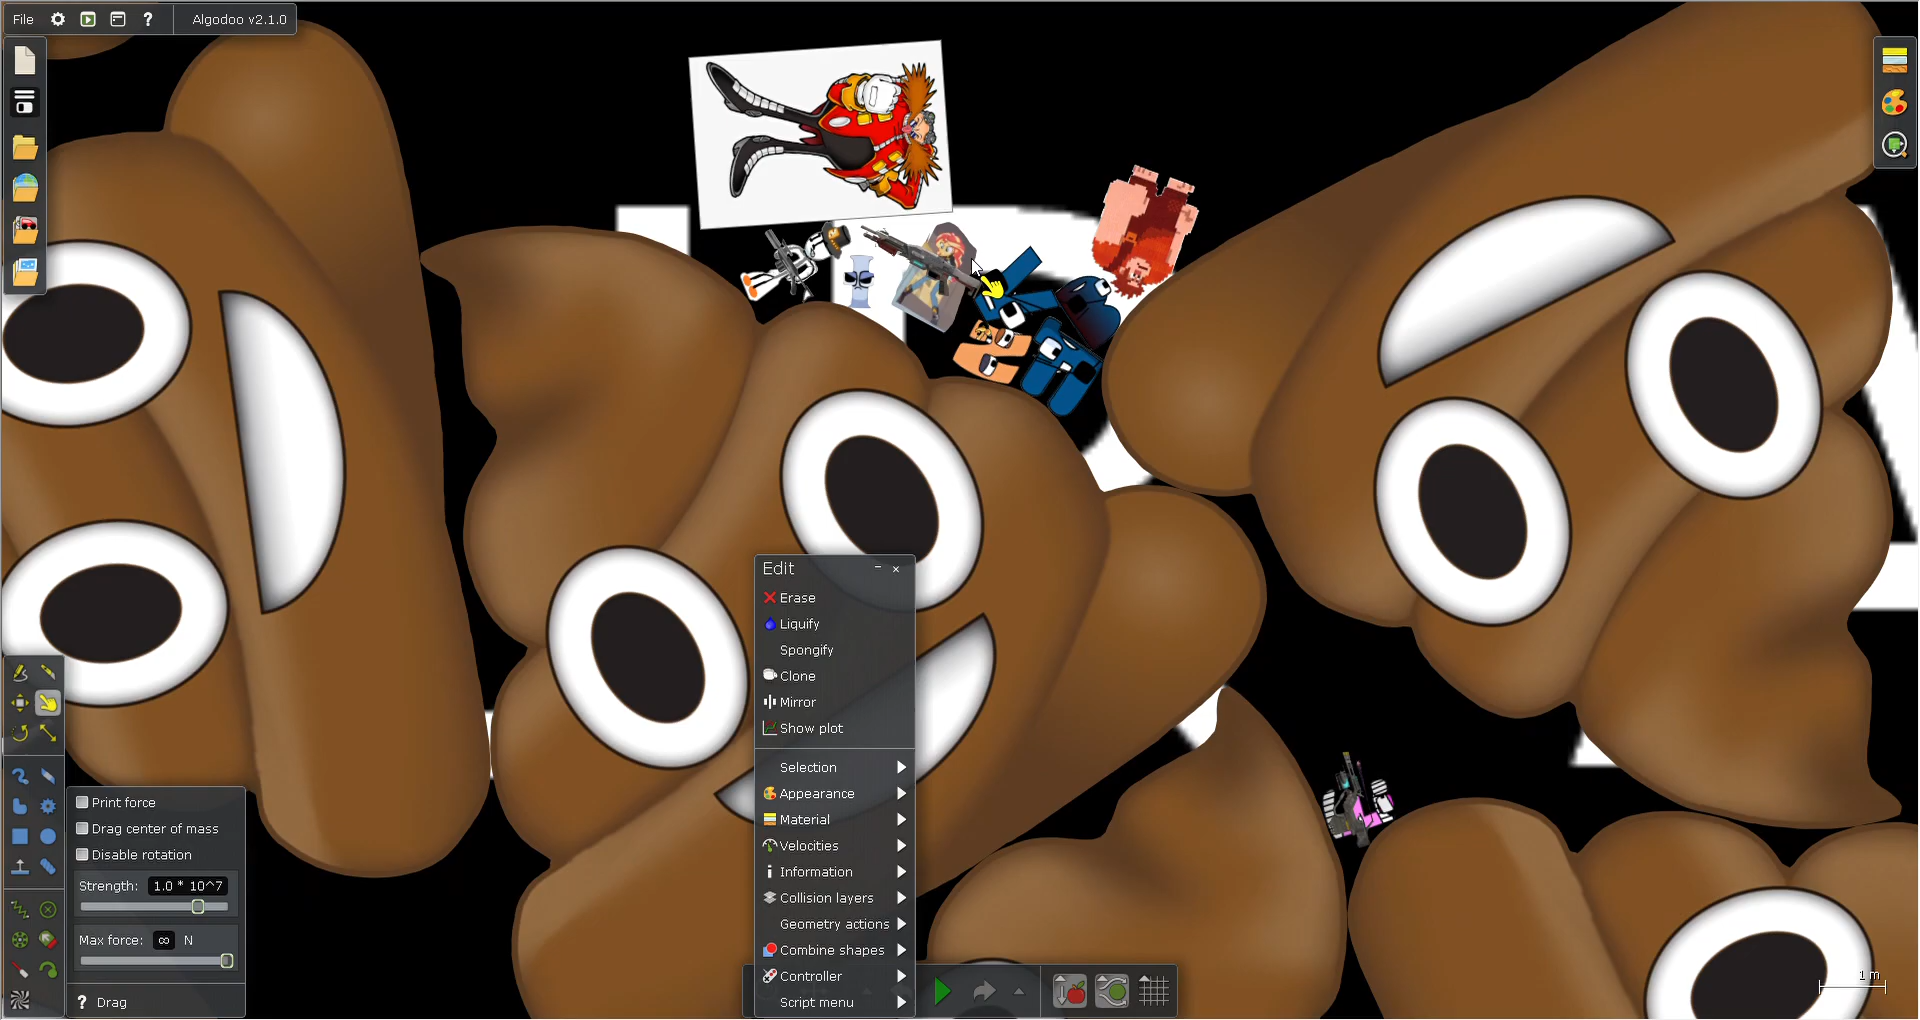 File
?
Algodoo v2.1.0
Edit
Erase
Liquify
Spongify
Clone
Mirror
Show plot
Selection
Appearance
Material
Velocities
Information
Collision layers
Geometry actions
Combine shapes
Controller
Script menu
Print force
Drag center of mass
Disable rotation
Strength: 1.0 * 10^7
Max force: ∞ N
? Drag
1 m